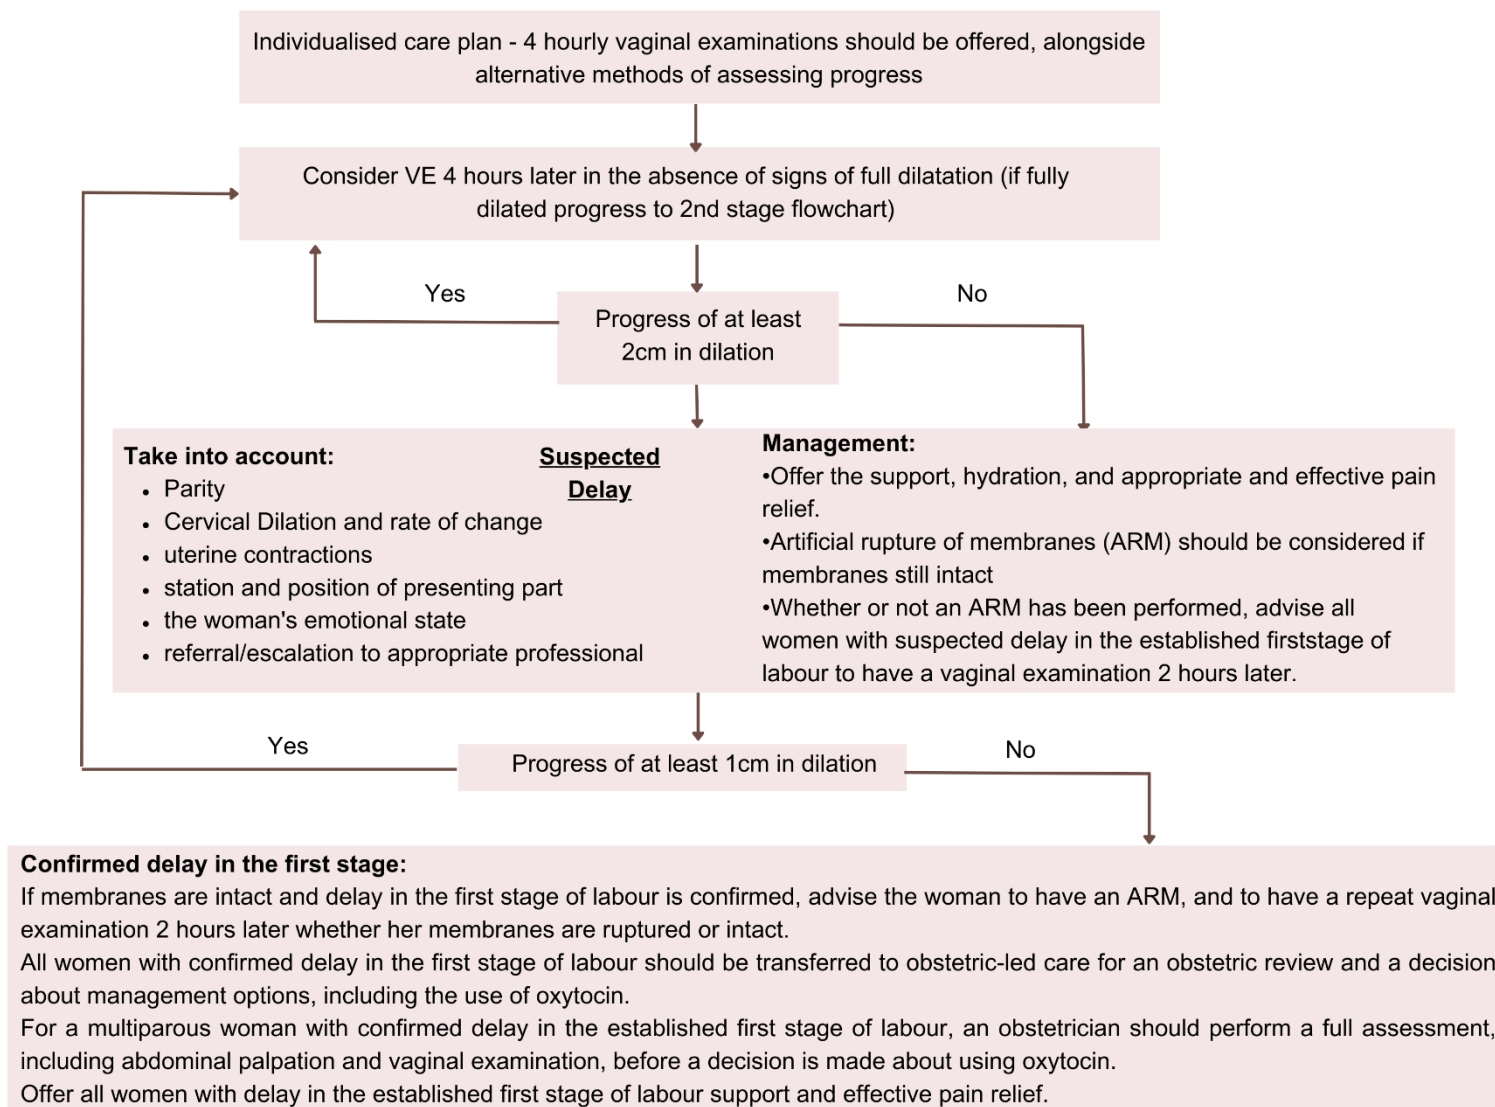 Individualised care plan - 4 hourly vaginal examinations should be offered, alongside
alternative methods of assessing progress
Consider VE 4 hours later in the absence of signs of full dilatation (if fully
dilated progress to 2nd stage flowchart)
Yes
No
Progress of at least
2cm in dilation
Take into account:
• Parity
• Cervical Dilation and rate of change
• uterine contractions
• station and position of presenting part
• the woman's emotional state
• referral/escalation to appropriate professional
Suspected
Delay
Management:
•Offer the support, hydration, and appropriate and effective pain
relief.
•Artificial rupture of membranes (ARM) should be considered if
membranes still intact
•Whether or not an ARM has been performed, advise all
women with suspected delay in the established firststage of
labour to have a vaginal examination 2 hours later.
Yes
No
Progress of at least 1cm in dilation
Confirmed delay in the first stage:
If membranes are intact and delay in the first stage of labour is confirmed, advise the woman to have an ARM, and to have a repeat vaginal
examination 2 hours later whether her membranes are ruptured or intact.
All women with confirmed delay in the first stage of labour should be transferred to obstetric-led care for an obstetric review and a decision
about management options, including the use of oxytocin.
For a multiparous woman with confirmed delay in the established first stage of labour, an obstetrician should perform a full assessment,
including abdominal palpation and vaginal examination, before a decision is made about using oxytocin.
Offer all women with delay in the established first stage of labour support and effective pain relief.